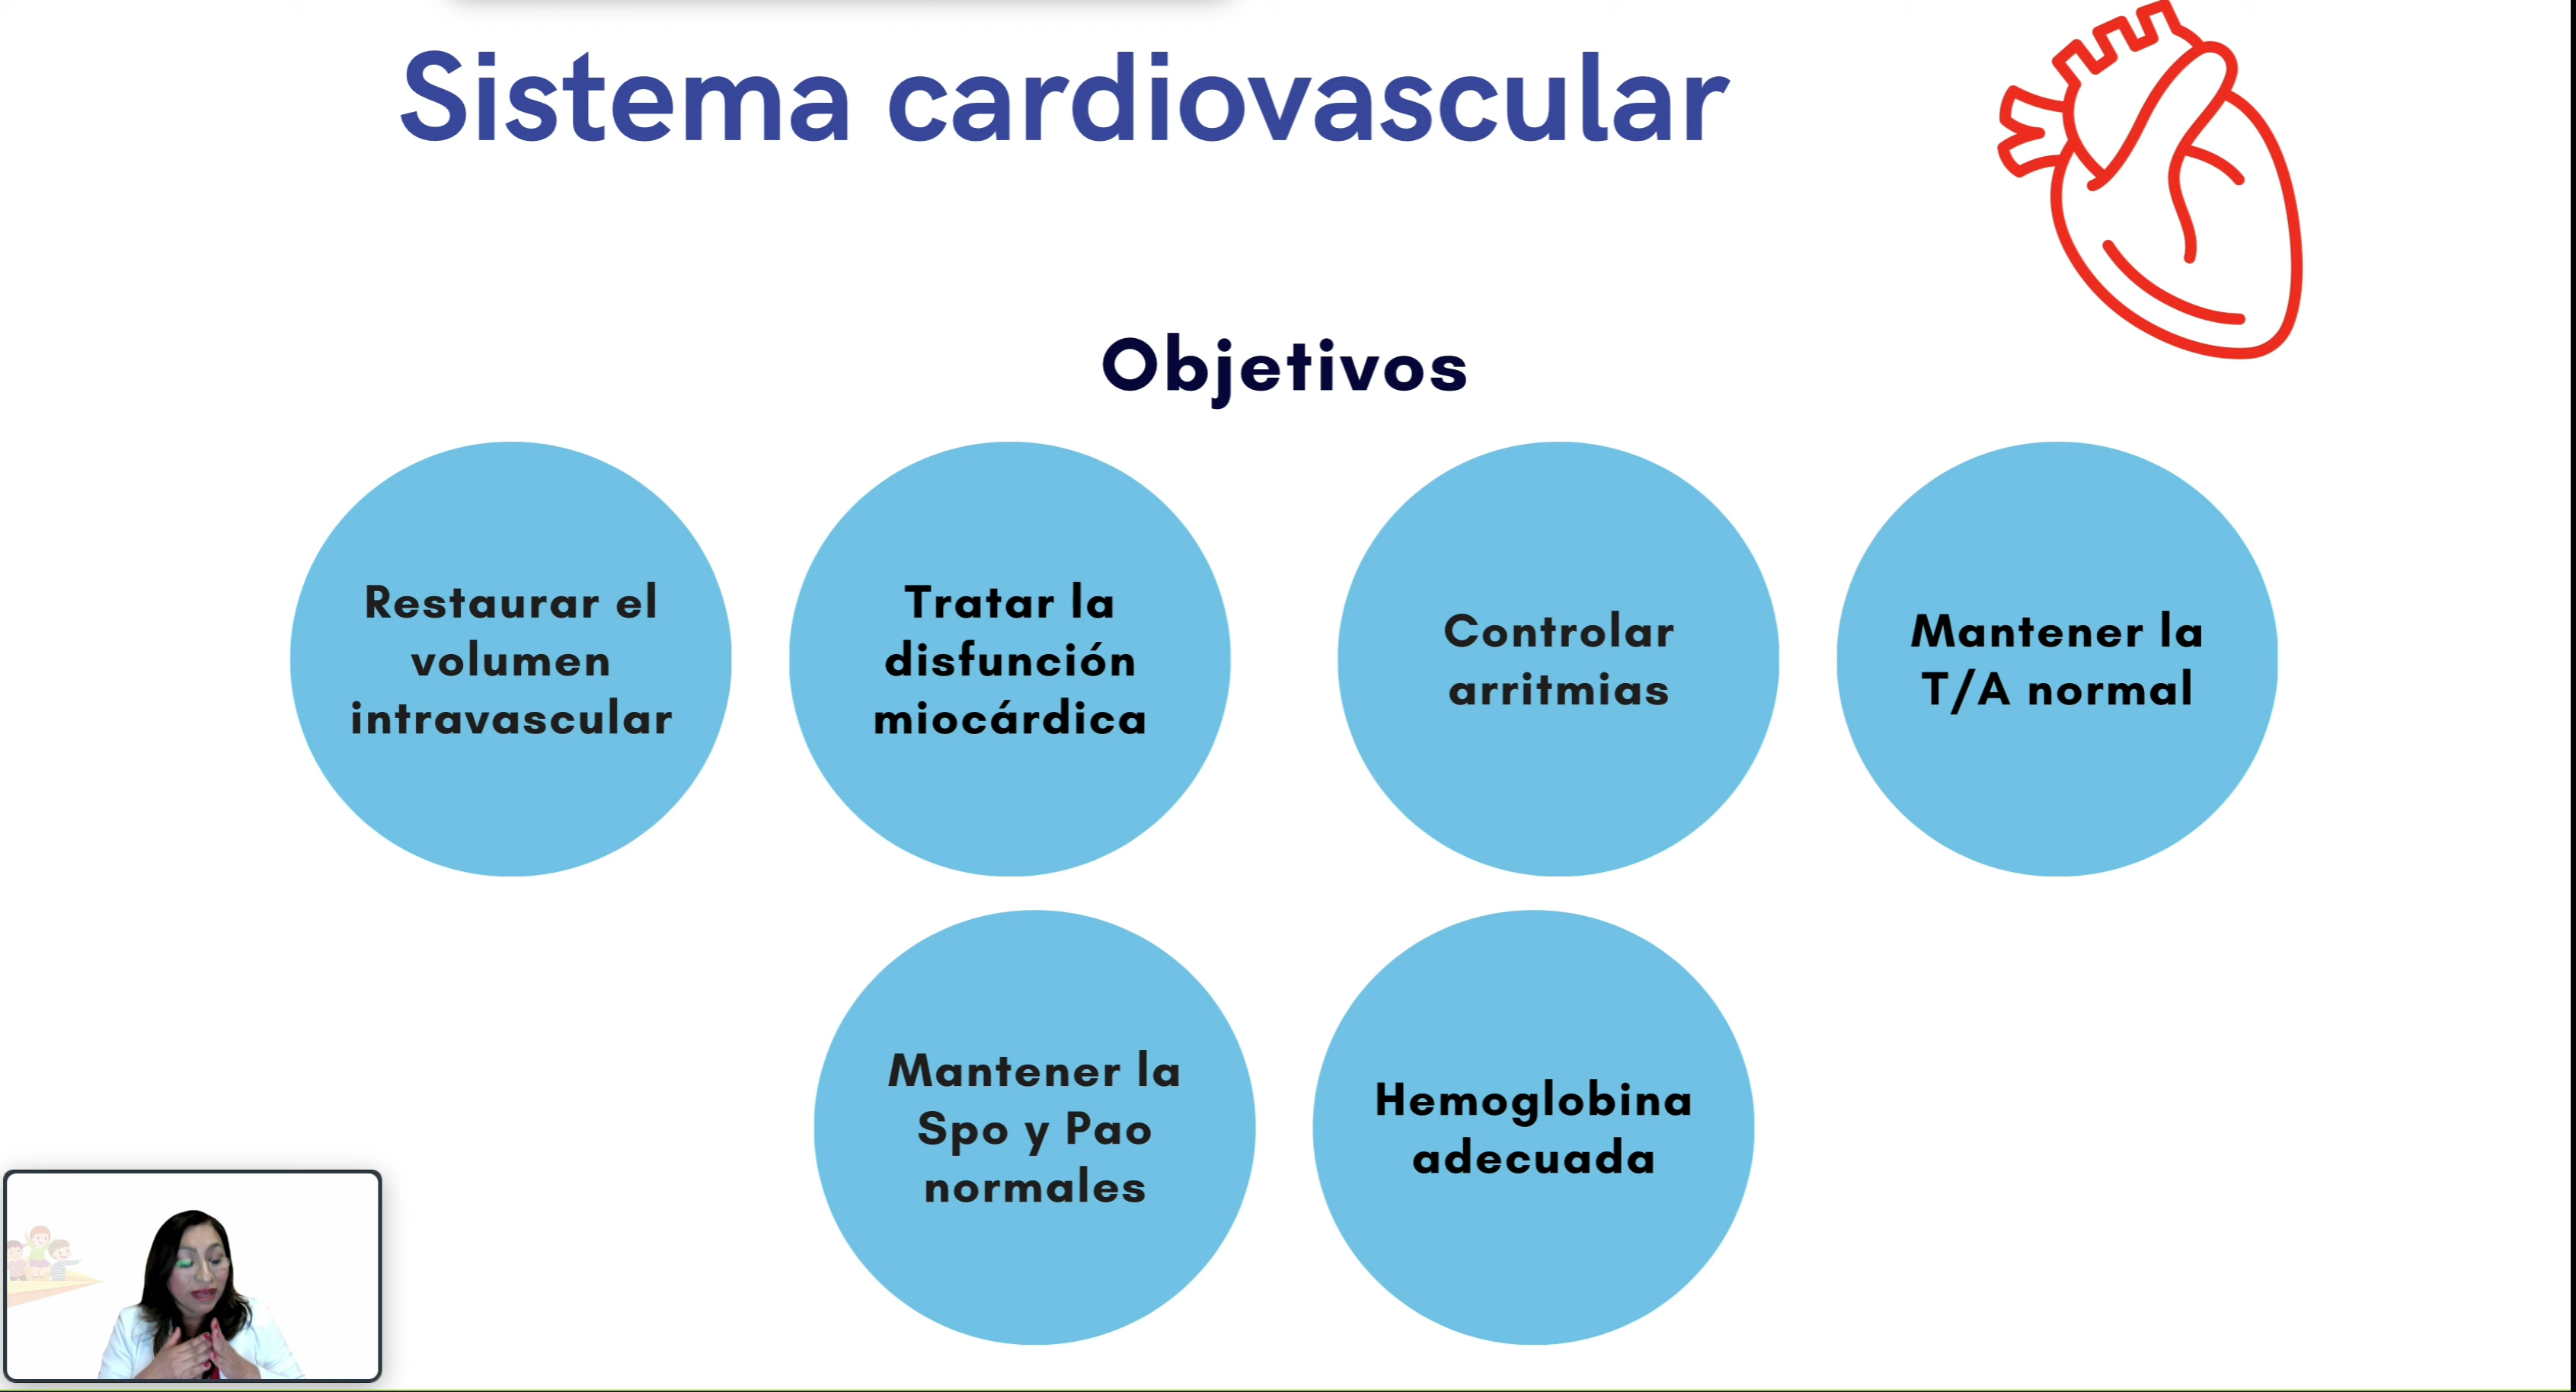 Sistema cardiovascular
Objetivos
Restaurar el
volumen
intravascular
Tratar la
disfunción
miocárdica
Controlar
arritmias
Mantener la
T/A normal
Mantener la
Spo y Pao
normales
Hemoglobina
adecuada